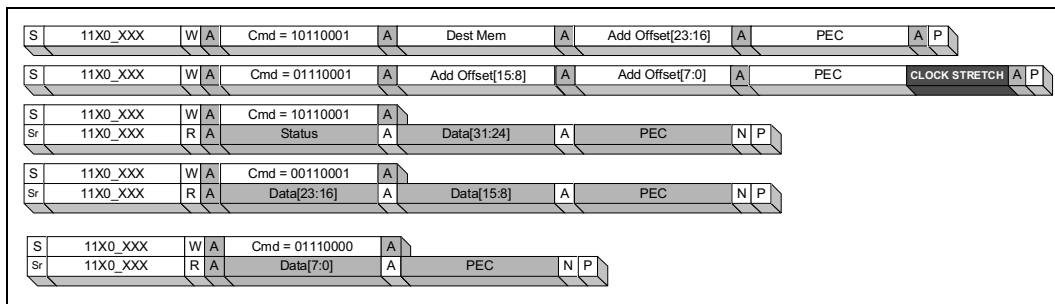 S 11X0_XXX W A Cmd = 10110001 A Dest Mem A Add Offset[23:16] A PEC A P
S 11X0_XXX W A Cmd = 01110001 A Add Offset[15:8] A Add Offset[7:0] A PEC CLOCK STRETCH A P
S 11X0_XXX W A Cmd = 10110001 A
Sr 11X0_XXX R A Status A Data[31:24] A PEC N P
S 11X0_XXX W A Cmd = 00110001 A
Sr 11X0_XXX R A Data[23:16] A Data[15:8] A PEC N P
S 11X0_XXX W A Cmd = 01110000 A
Sr 11X0_XXX R A Data[7:0] A PEC N P